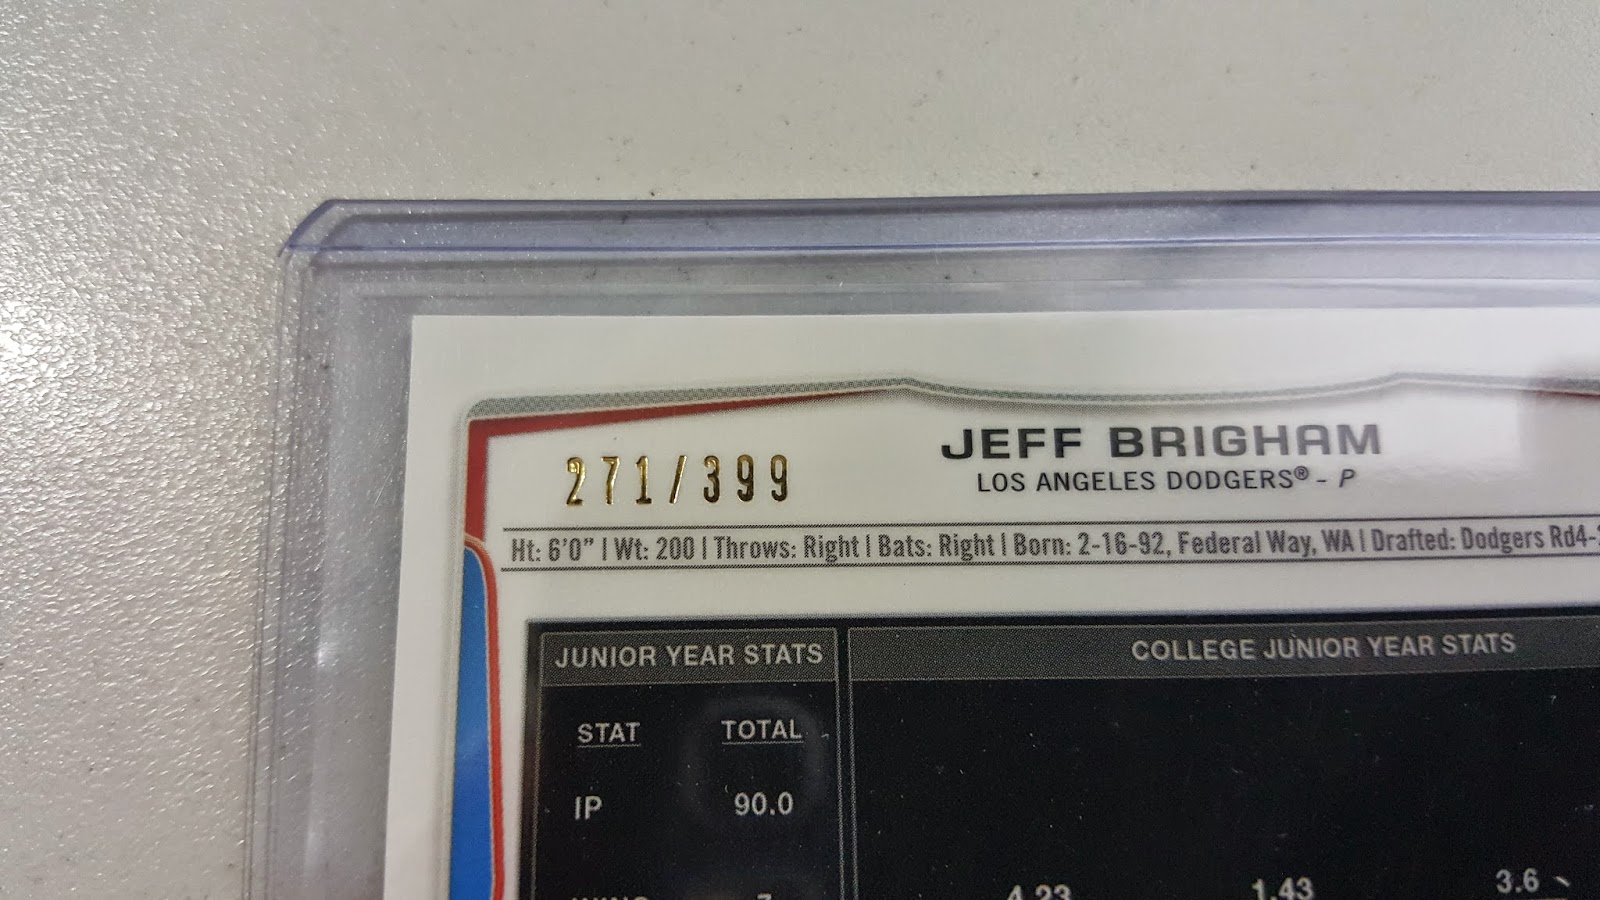 271/399
JEFF BRIGHAM
LOS ANGELES DODGERS® - P
Ht: 6'0" | Wt: 200 | Throws: Right | Bats: Right | Born: 2-16-92, Federal Way, WA | Drafted: Dodgers Rd4-
JUNIOR YEAR STATS
COLLEGE JUNIOR YEAR STATS
STAT TOTAL
IP 90.0
4.23 1.43 3.6